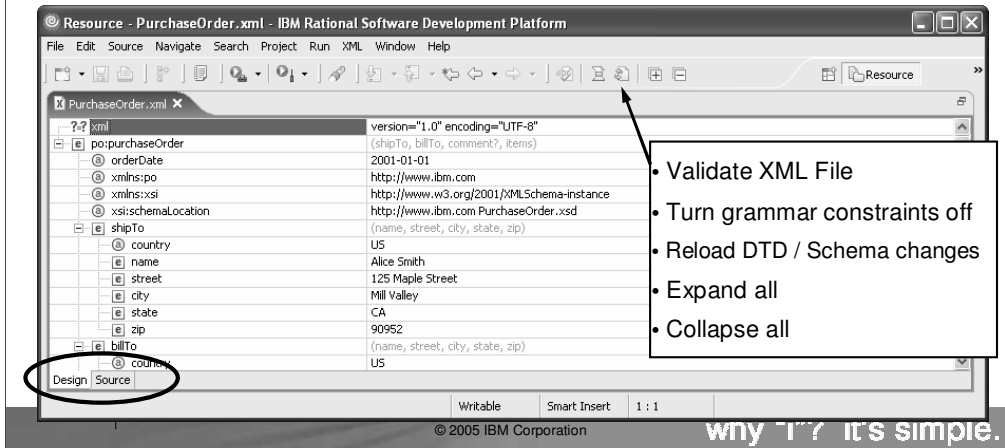 Resource - PurchaseOrder.xml - IBM Rational Software Development Platform
File Edit Source Navigate Search Project Run XML Window Help
Resource
PurchaseOrder.xml
?=? xml version="1.0" encoding="UTF-8"
e po:purchaseOrder (shipTo, billTo, comment?, items)
a orderDate 2001-01-01
a xmlns:po http://www.ibm.com
a xmlns:xsi http://www.w3.org/2001/XMLSchema-instance
a xsi:schemaLocation http://www.ibm.com PurchaseOrder.xsd
e shipTo (name, street, city, state, zip)
a country US
e name Alice Smith
e street 125 Maple Street
e city Mill Valley
e state CA
e zip 90952
e billTo (name, street, city, state, zip)
a country US
Design Source
• Validate XML File
• Turn grammar constraints off
• Reload DTD / Schema changes
• Expand all
• Collapse all
Writable Smart Insert 1 : 1
© 2005 IBM Corporation
why "I"? It's simple.